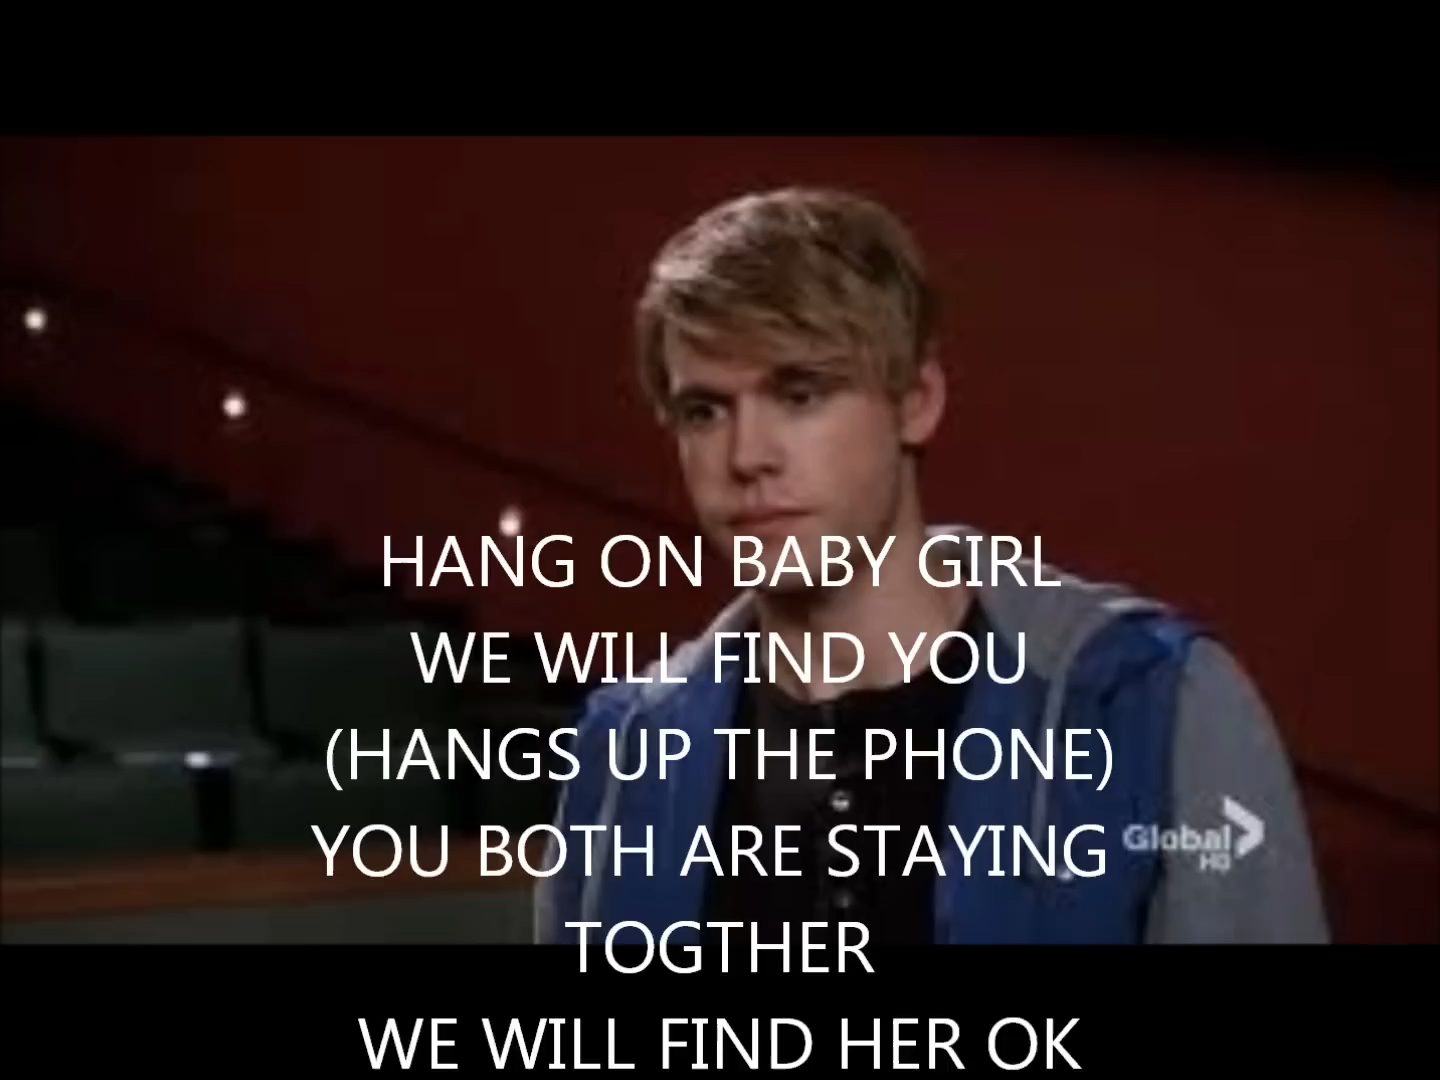 HANG ON BABY GIRL
WE WILL FIND YOU
(HANGS UP THE PHONE)
YOU BOTH ARE STAYING
TOGTHER
WE WILL FIND HER OK
Global
HD